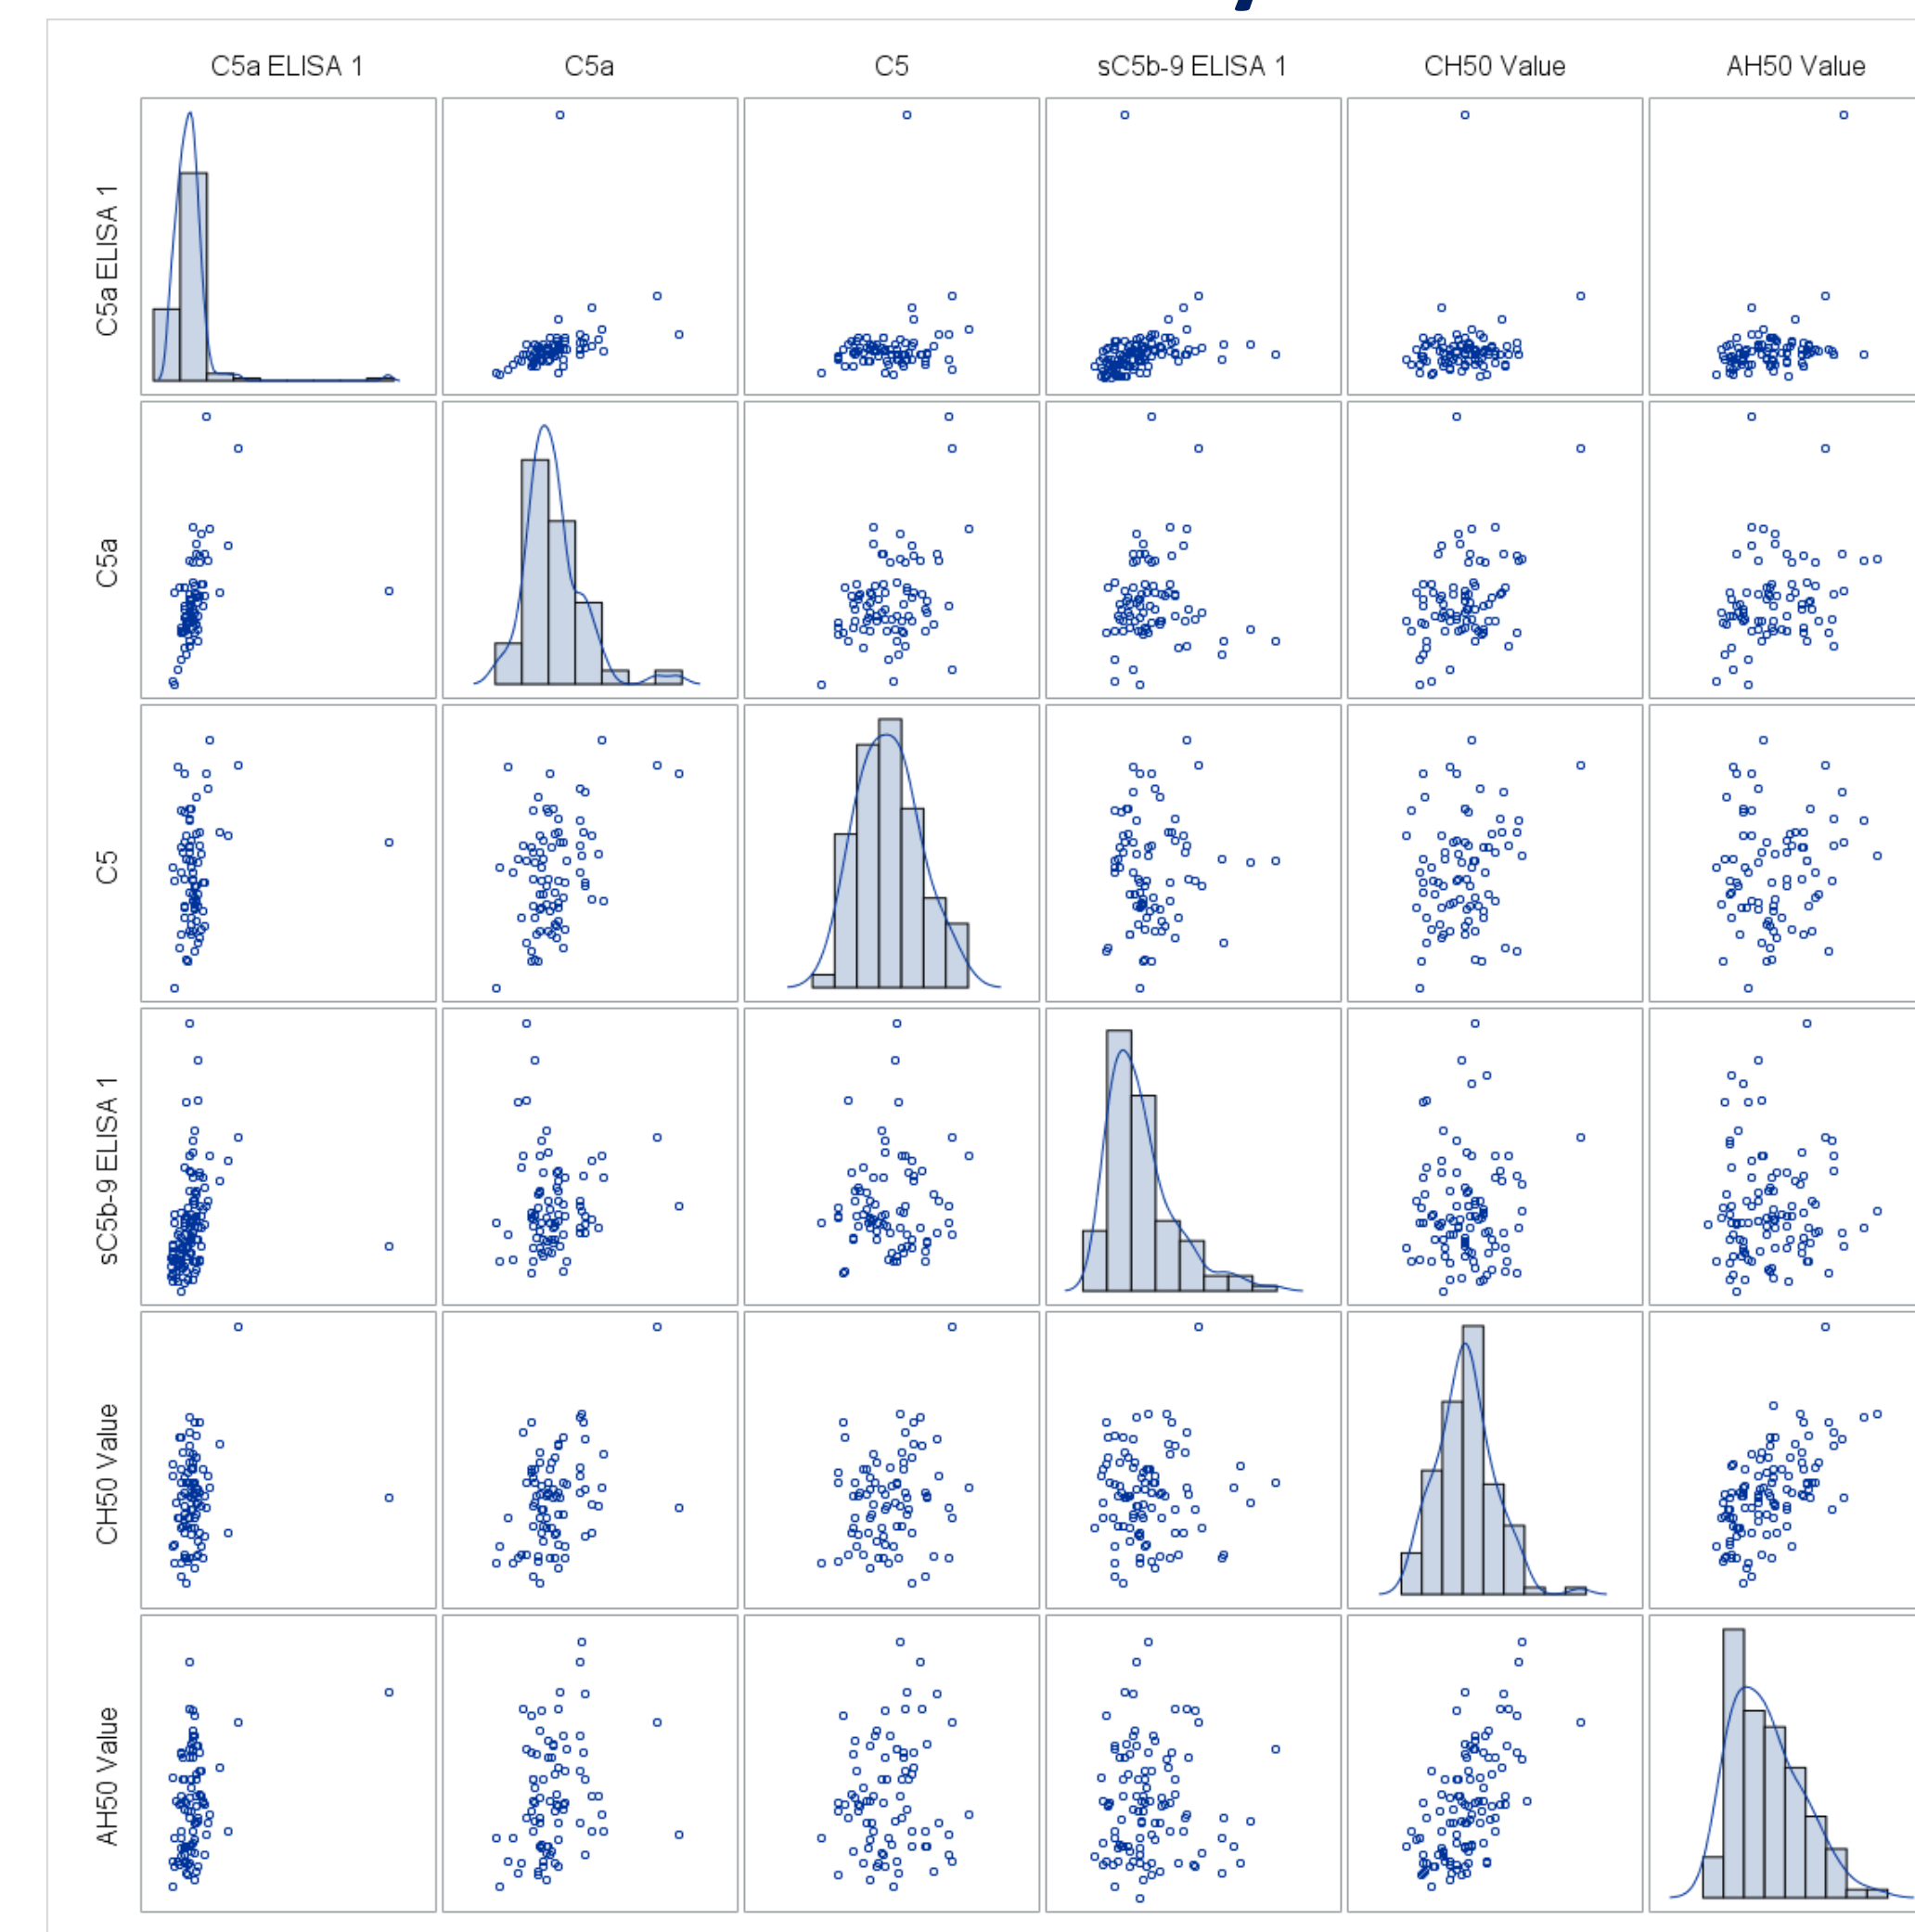 C5a ELISA 1 C5a C5 sC5b-9 ELISA 1 CH50 Value AH50 Value
C5a ELISA 1
C5a
C5
sC5b-9 ELISA 1
CH50 Value
AH50 Value